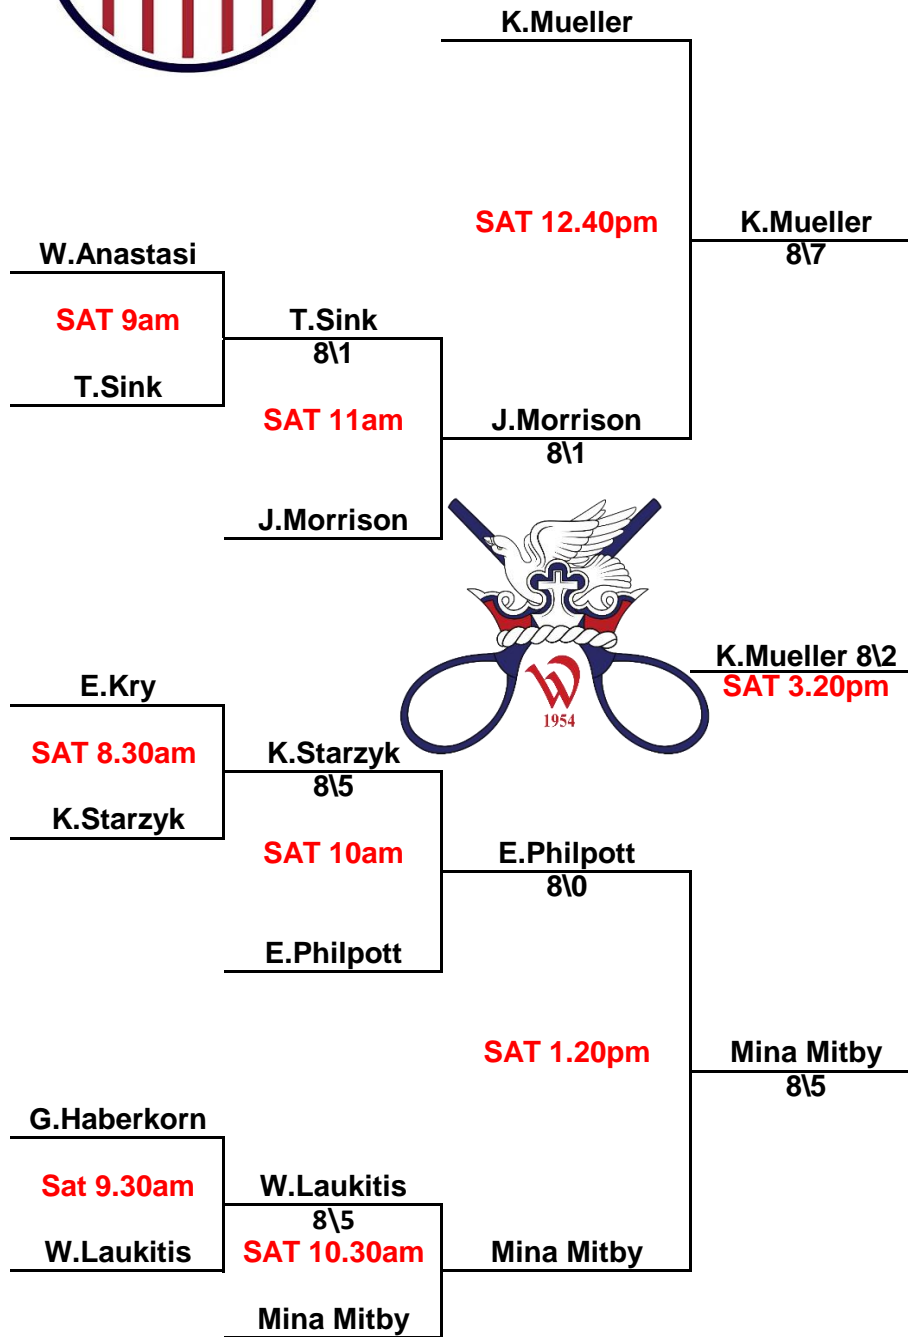 K.Mueller
SAT 12.40pm
K.Mueller
8\7
W.Anastasi
SAT 9am
T.Sink
8\1
T.Sink
SAT 11am
J.Morrison
8\1
J.Morrison
K.Mueller 8\2
SAT 3.20pm
W
1954
E.Kry
SAT 8.30am
K.Starzyk
8\5
K.Starzyk
SAT 10am
E.Philpott
8\0
E.Philpott
SAT 1.20pm
Mina Mitby
8\5
G.Haberkorn
Sat 9.30am
W.Laukitis
8\5
W.Laukitis
SAT 10.30am
Mina Mitby
Mina Mitby